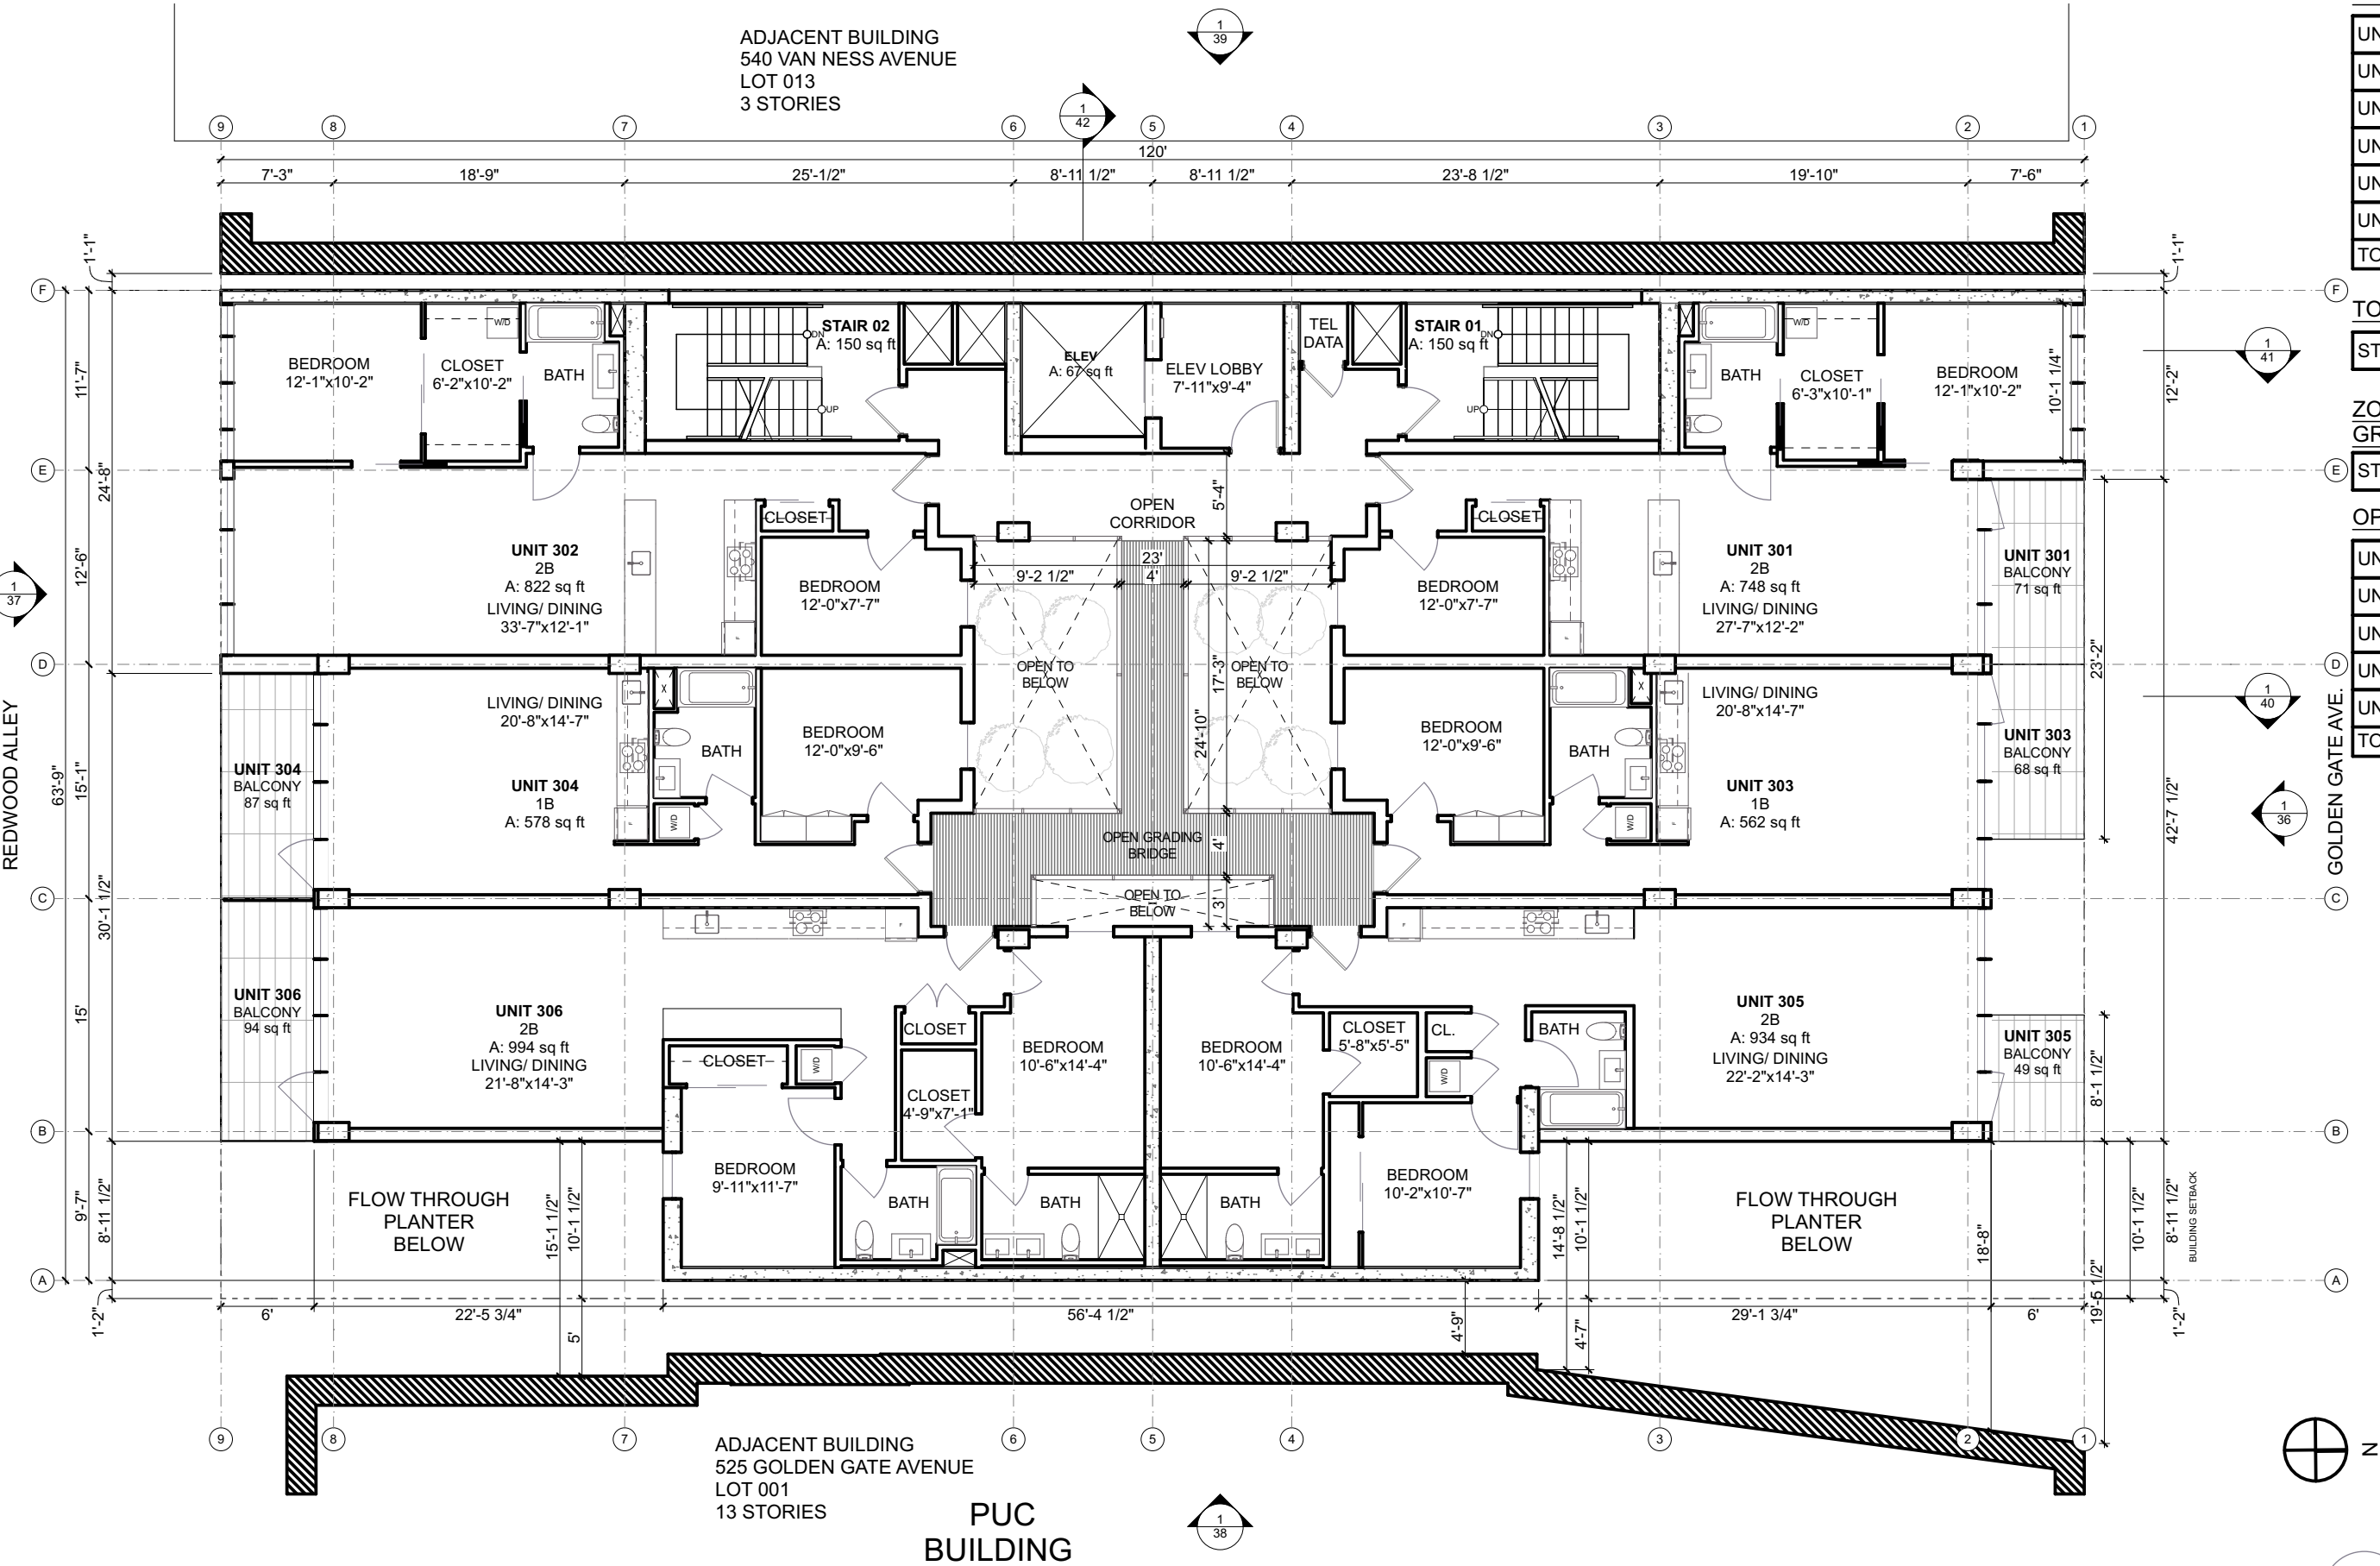 ADJACENT BUILDING
540 VAN NESS AVENUE
LOT 013
3 STORIES
1
39
1
42
9
8
7
6
5
4
3
2
1
120'
7'-3"
18'-9"
25'-1/2"
8'-11 1/2"
8'-11 1/2"
23'-8 1/2"
19'-10"
7'-6"
1'-1"
1'-1"
F
F
STAIR 02
A: 150 sq ft
DN
UP
ELEV
A: 67 sq ft
ELEV LOBBY
7'-11"x9'-4"
TEL
DATA
STAIR 01
A: 150 sq ft
DN
UP
BEDROOM
12'-1"x10'-2"
CLOSET
6'-2"x10'-2"
W/D
BATH
BATH
W/D
CLOSET
6'-3"x10'-1"
BEDROOM
12'-1"x10'-2"
10'-1 1/4"
11'-7"
12'-2"
1
41
E
E
24'-8"
5'-4"
OPEN
CORRIDOR
CLOSET
CLOSET
UNIT 302
2B
A: 822 sq ft
LIVING/ DINING
33'-7"x12'-1"
F
BEDROOM
12'-0"x7'-7"
23'
9'-2 1/2"
4'
9'-2 1/2"
BEDROOM
12'-0"x7'-7"
F
UNIT 301
2B
A: 748 sq ft
LIVING/ DINING
27'-7"x12'-2"
UNIT 301
BALCONY
71 sq ft
12'-6"
1
37
D
D
23'-2"
OPEN TO
BELOW
17'-3"
OPEN TO
BELOW
24'-10"
1
40
REDWOOD ALLEY
GOLDEN GATE AVE.
63'-9"
15'-1"
UNIT 304
BALCONY
87 sq ft
LIVING/ DINING
20'-8"x14'-7"
UNIT 304
1B
A: 578 sq ft
F
X
BATH
W/D
BEDROOM
12'-0"x9'-6"
BEDROOM
12'-0"x9'-6"
X
BATH
W/D
F
LIVING/ DINING
20'-8"x14'-7"
UNIT 303
1B
A: 562 sq ft
UNIT 303
BALCONY
68 sq ft
1
36
42'-7 1/2"
OPEN GRADING
BRIDGE
4'
OPEN TO
BELOW
3'
C
C
30'-1 1/2"
F
F
15'
UNIT 306
BALCONY
94 sq ft
UNIT 306
2B
A: 994 sq ft
LIVING/ DINING
21'-8"x14'-3"
CLOSET
W/D
CLOSET
CLOSET
4'-9"x7'-1"
BEDROOM
10'-6"x14'-4"
BEDROOM
10'-6"x14'-4"
CLOSET
5'-8"x5'-5"
CL.
W/D
BATH
UNIT 305
2B
A: 934 sq ft
LIVING/ DINING
22'-2"x14'-3"
UNIT 305
BALCONY
49 sq ft
8'-1 1/2"
B
B
BEDROOM
9'-11"x11'-7"
BATH
BATH
BATH
BEDROOM
10'-2"x10'-7"
FLOW THROUGH
PLANTER
BELOW
FLOW THROUGH
PLANTER
BELOW
9'-7"
8'-11 1/2"
15'-1 1/2"
10'-1 1/2"
14'-8 1/2"
10'-1 1/2"
18'-8"
19'-5 1/2"
10'-1 1/2"
8'-11 1/2"
BUILDING SETBACK
A
A
1'-2"
6'
22'-5 3/4"
5'
56'-4 1/2"
4'-9"
4'-7"
29'-1 3/4"
6'
1'-2"
9
8
7
6
5
4
3
2
1
ADJACENT BUILDING
525 GOLDEN GATE AVENUE
LOT 001
13 STORIES
PUC
BUILDING
1
38
N